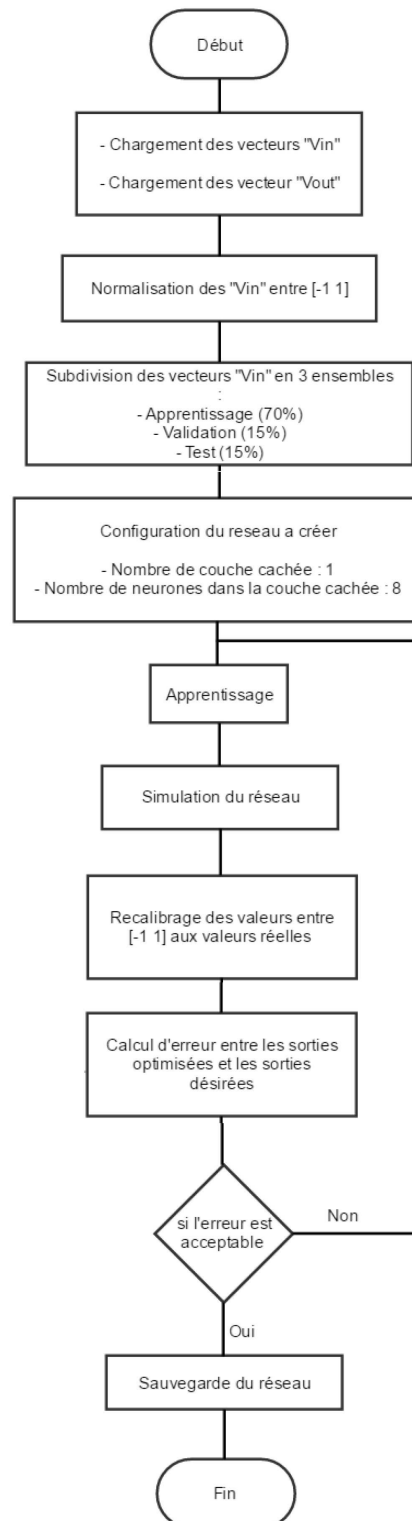 Début
- Chargement des vecteurs "Vin"
- Chargement des vecteur "Vout"
Normalisation des "Vin" entre [-1 1]
Subdivision des vecteurs "Vin" en 3 ensembles
:
- Apprentissage (70%)
- Validation (15%)
- Test (15%)
Configuration du reseau a créer
- Nombre de couche cachée : 1
- Nombre de neurones dans la couche cachée : 8
Apprentissage
Simulation du réseau
Recalibrage des valeurs entre
[-1 1] aux valeurs réelles
Calcul d'erreur entre les sorties
optimisées et les sorties
désirées
si l'erreur est
acceptable
Non
Oui
Sauvegarde du réseau
Fin